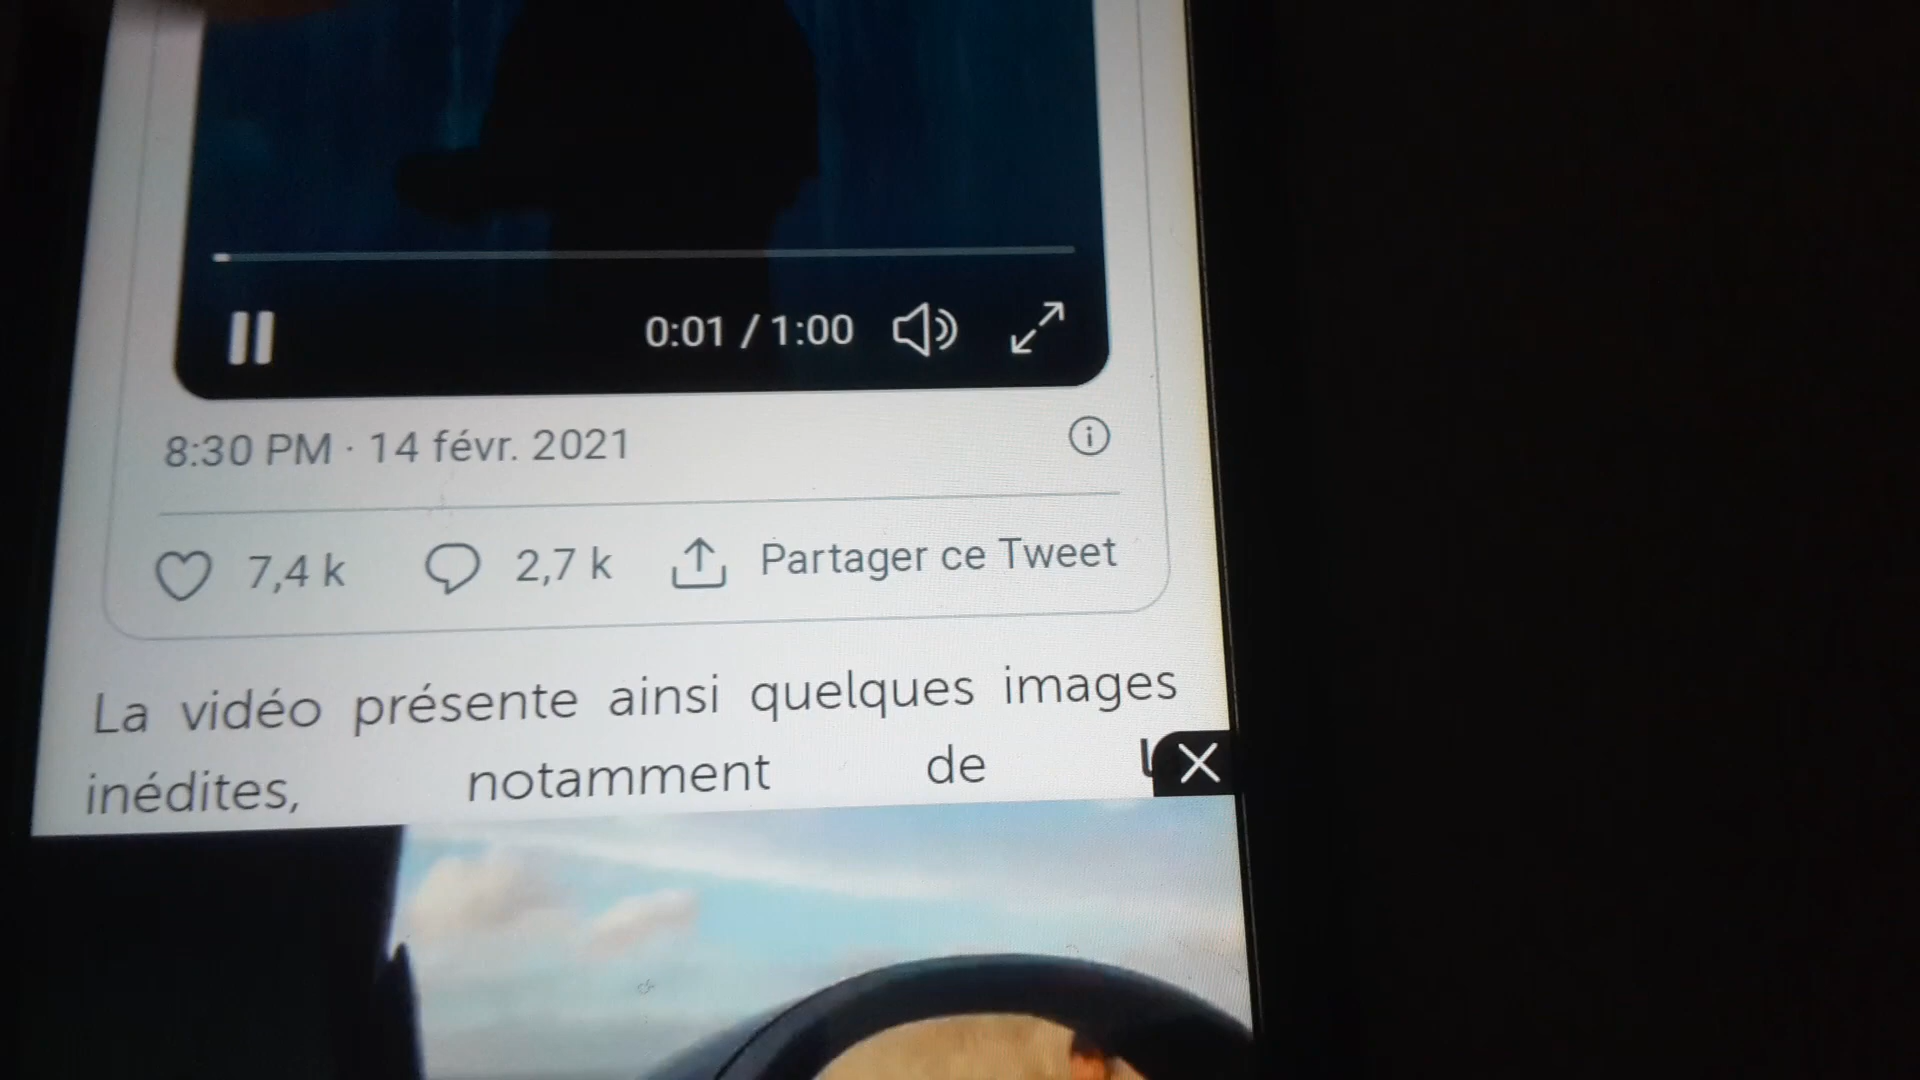 0:01 / 1:00
8:30 PM · 14 févr. 2021
7,4 k 2,7 k Partager ce Tweet
La vidéo présente ainsi quelques images
inédites, notamment de